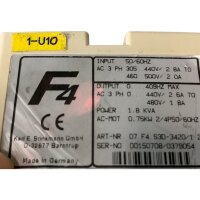 1-U10
F4
Karl E. Brinkmann GmbH
D-32677 Barntrup
Made in Germany
INPUT 50/60HZ
AC 3 PH 305 440V/ 2.8A TO
460 500V/ 2.0A
OUTPUT 0 409HZ MAX
AC 3 PH 0. 440V/ 2.6A TO
480V/ 1.8A
POWER 1.8 KVA
AC-MOT 0.75KW 2/4P50/60HZ
ART-NR 07.F4.S3D-3420/1.2
SER-NO 00150708/0379054